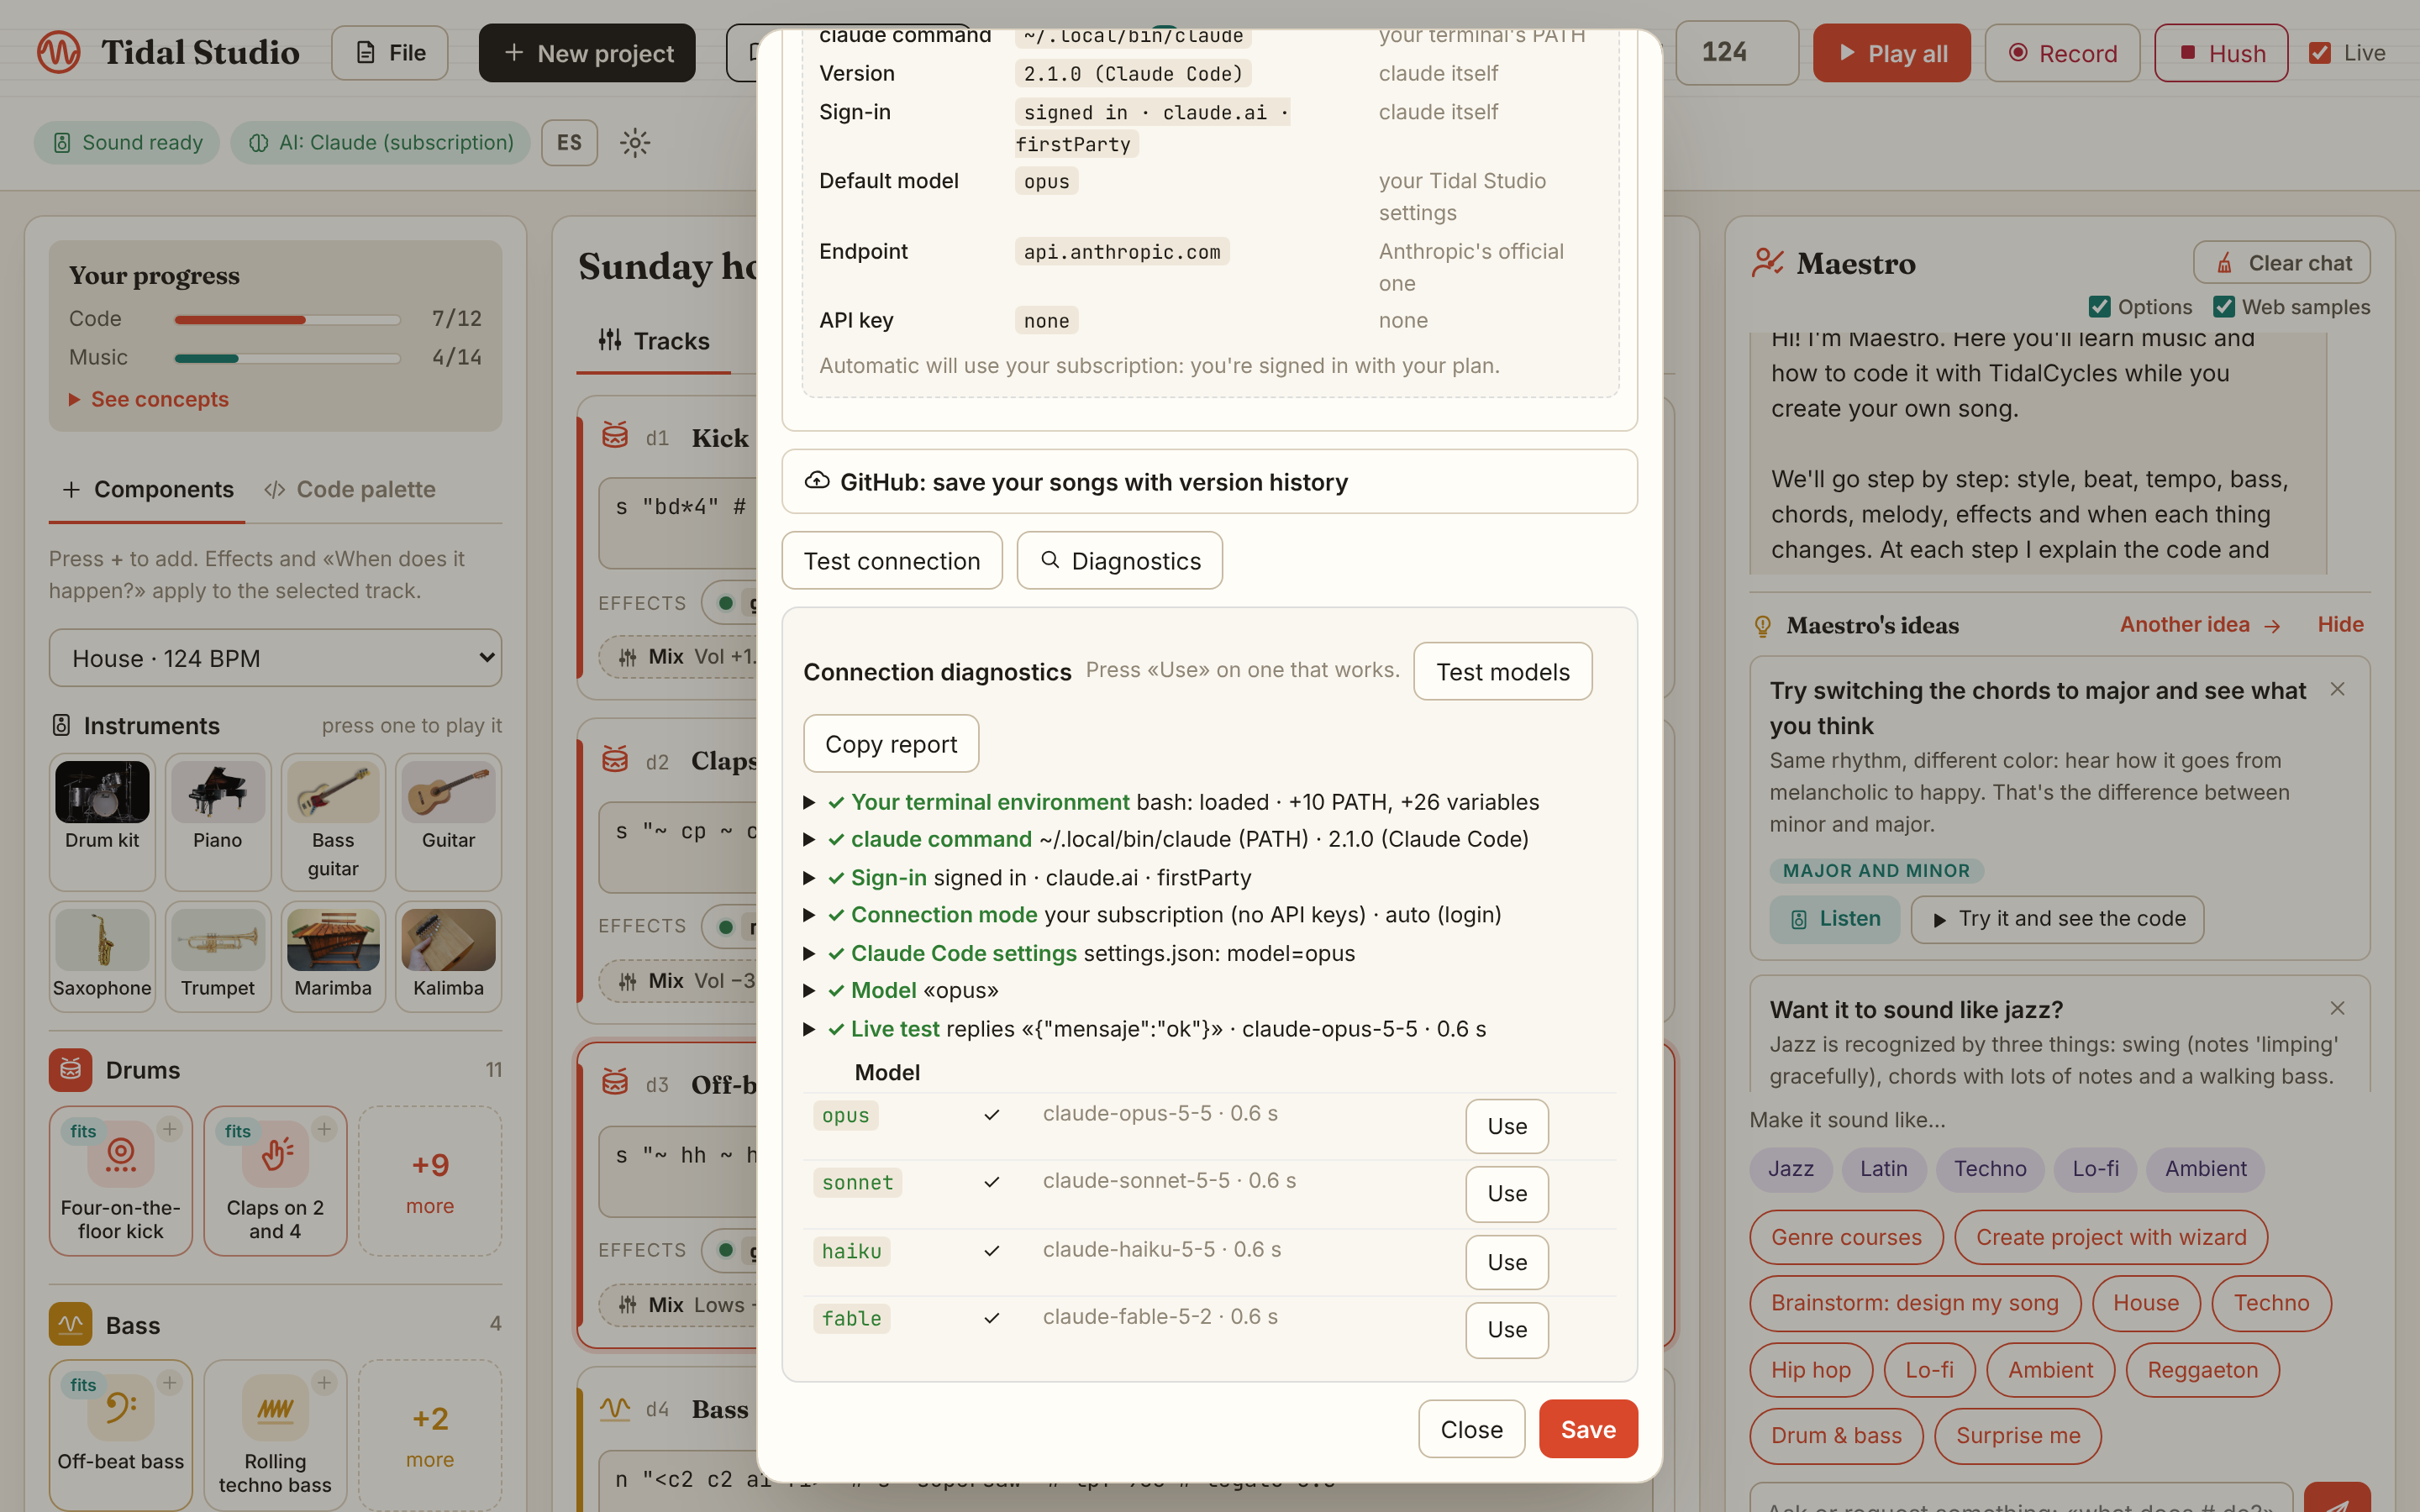 Tidal Studio
File
New project
124
Play all
Record
Hush
Live
Sound ready
AI: Claude (subscription)
ES
Your progress
Code 7/12
Music 4/14
See concepts
Components
Code palette
Press + to add. Effects and «When does it
happen?» apply to the selected track.
House · 124 BPM
Instruments press one to play it
Drum kit
Piano
Bass
guitar
Guitar
Saxophone
Trumpet
Marimba
Kalimba
Drums 11
fits
Four-on-the-
floor kick
fits
Claps on 2
and 4
+9
more
Bass 4
fits
Off-beat bass
Rolling
techno bass
+2
more
Sunday
Tracks
d1 Kick
s "bd*4" #
EFFECTS
Mix Vol +1.
d2 Claps
s "~ cp ~
EFFECTS
Mix Vol −3
d3 Off-b
s "~ hh ~ h
EFFECTS
Mix Lows
d4 Bass
n "<c2 c2
claude command ~/.local/bin/claude your terminal's PATH
Version 2.1.0 (Claude Code) claude itself
Sign-in signed in · claude.ai · claude itself
firstParty
Default model opus your Tidal Studio
settings
Endpoint api.anthropic.com Anthropic's official
one
API key none none
Automatic will use your subscription: you're signed in with your plan.
GitHub: save your songs with version history
Test connection
Diagnostics
Connection diagnostics Press «Use» on one that works. Test models
Copy report
Your terminal environment bash: loaded · +10 PATH, +26 variables
claude command ~/.local/bin/claude (PATH) · 2.1.0 (Claude Code)
Sign-in signed in · claude.ai · firstParty
Connection mode your subscription (no API keys) · auto (login)
Claude Code settings settings.json: model=opus
Model «opus»
Live test replies «{"mensaje":"ok"}» · claude-opus-5-5 · 0.6 s
Model
opus ✓ claude-opus-5-5 · 0.6 s Use
sonnet ✓ claude-sonnet-5-5 · 0.6 s Use
haiku ✓ claude-haiku-5-5 · 0.6 s Use
fable ✓ claude-fable-5-2 · 0.6 s Use
Close
Save
Maestro
Clear chat
Options
Web samples
Hi! I'm Maestro. Here you'll learn music and
how to code it with TidalCycles while you
create your own song.
We'll go step by step: style, beat, tempo, bass,
chords, melody, effects and when each thing
changes. At each step I explain the code and
Maestro's ideas
Another idea →
Hide
Try switching the chords to major and see what
you think
Same rhythm, different color: hear how it goes from
melancholic to happy. That's the difference between
minor and major.
MAJOR AND MINOR
Listen
Try it and see the code
Want it to sound like jazz?
Jazz is recognized by three things: swing (notes 'limping'
gracefully), chords with lots of notes and a walking bass.
Make it sound like...
Jazz
Latin
Techno
Lo-fi
Ambient
Genre courses
Create project with wizard
Brainstorm: design my song
House
Techno
Hip hop
Lo-fi
Ambient
Reggaeton
Drum & bass
Surprise me